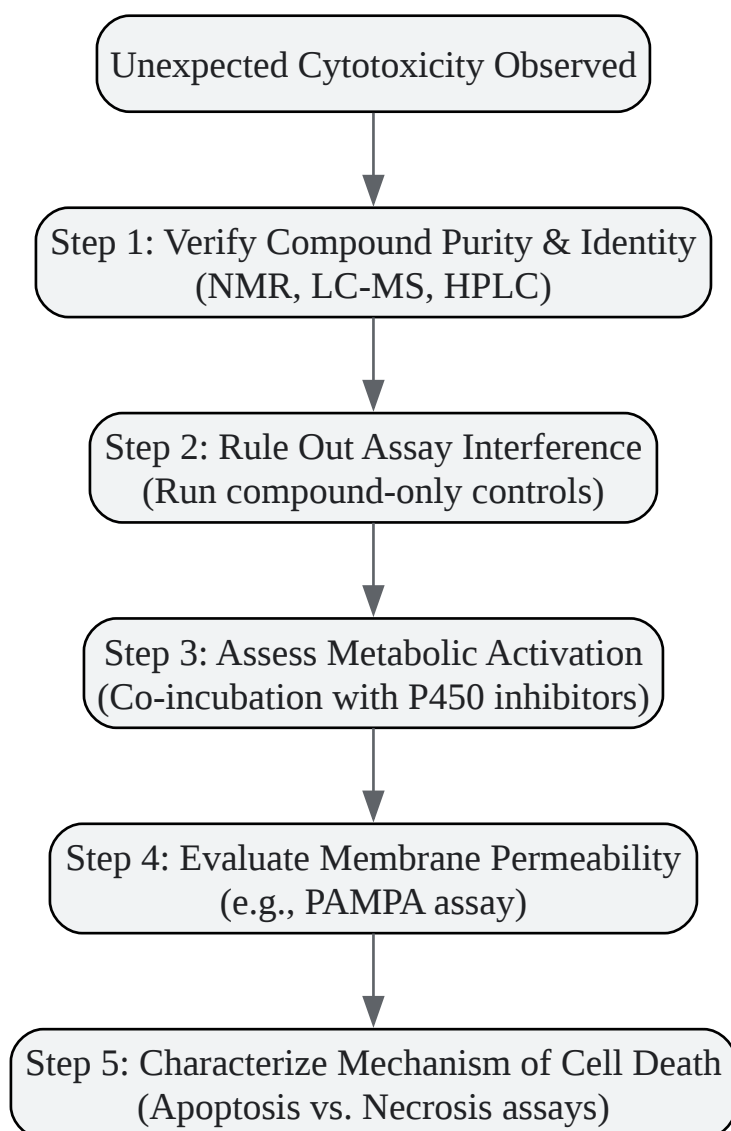 Unexpected Cytotoxicity Observed
Step 1: Verify Compound Purity & Identity
(NMR, LC-MS, HPLC)
Step 2: Rule Out Assay Interference
(Run compound-only controls)
Step 3: Assess Metabolic Activation
(Co-incubation with P450 inhibitors)
Step 4: Evaluate Membrane Permeability
(e.g., PAMPA assay)
Step 5: Characterize Mechanism of Cell Death
(Apoptosis vs. Necrosis assays)